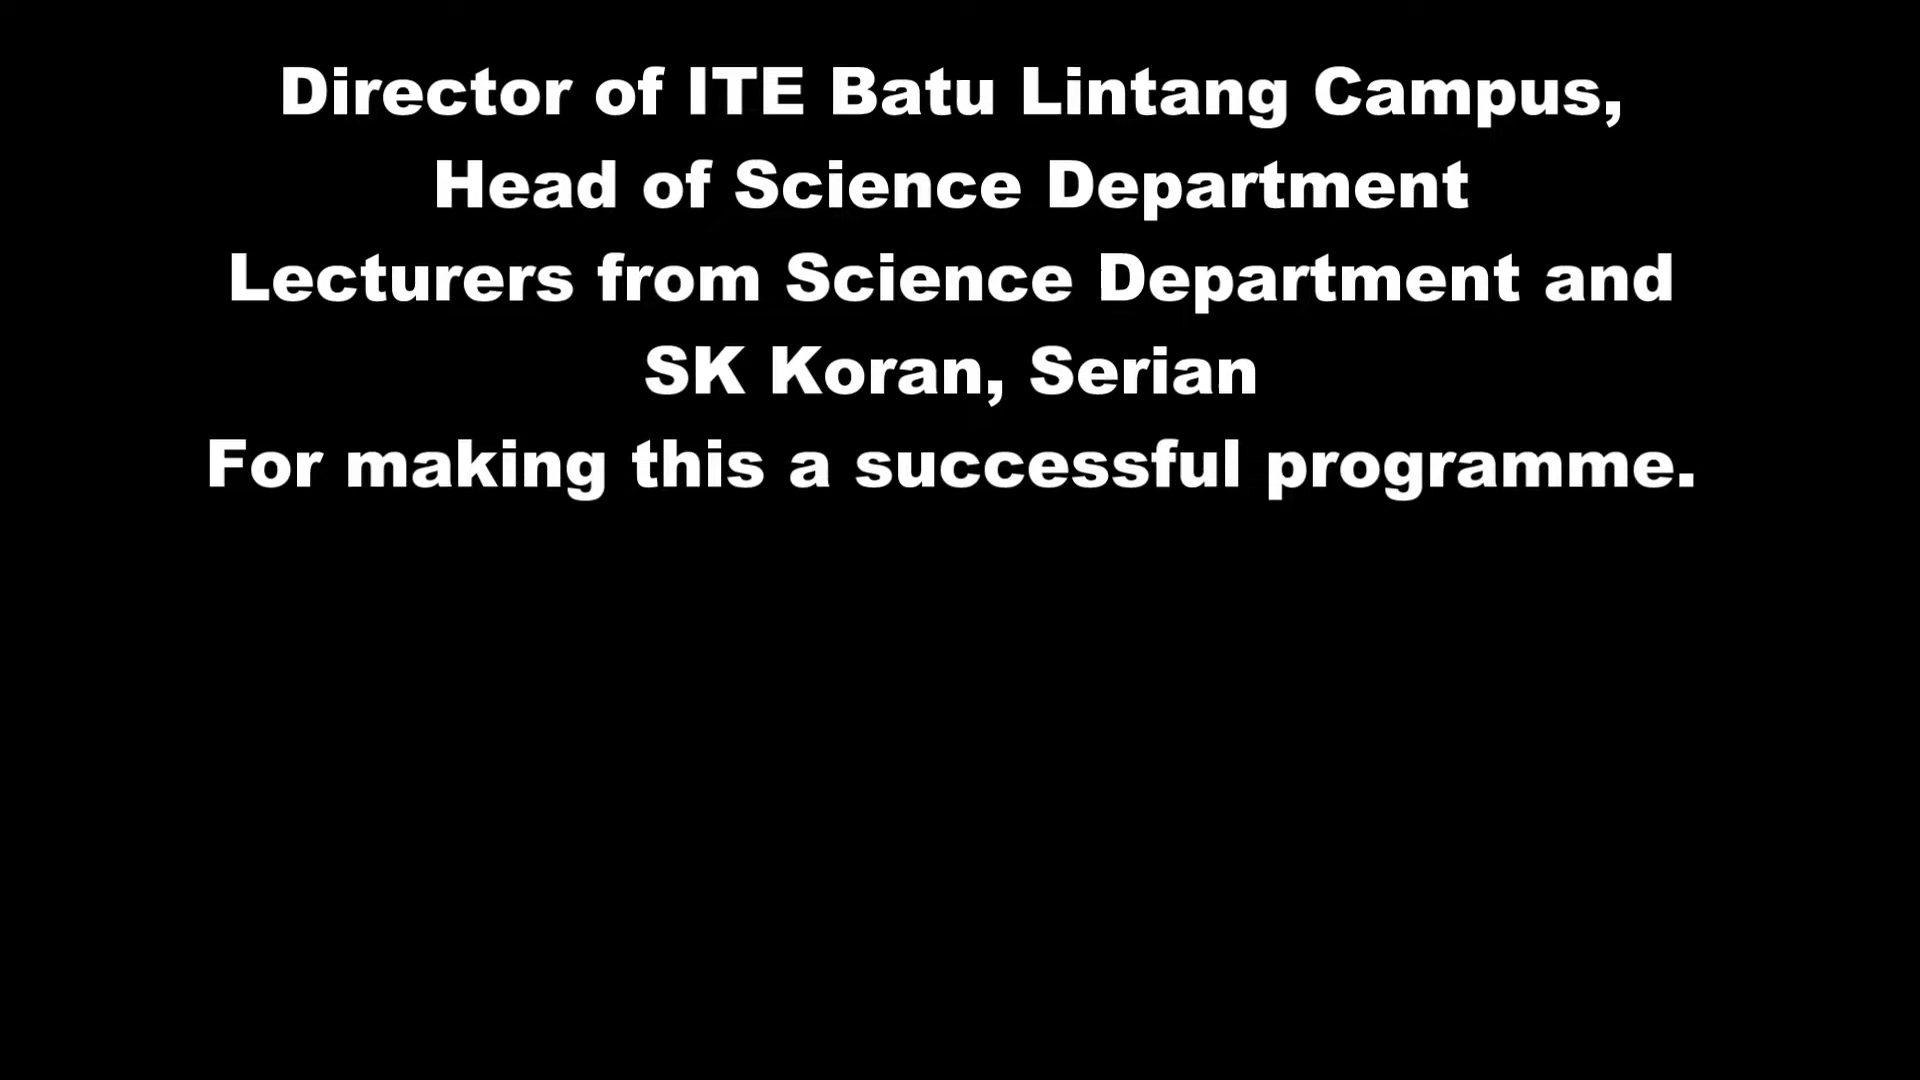 Director of ITE Batu Lintang Campus,
Head of Science Department
Lecturers from Science Department and
SK Koran, Serian
For making this a successful programme.